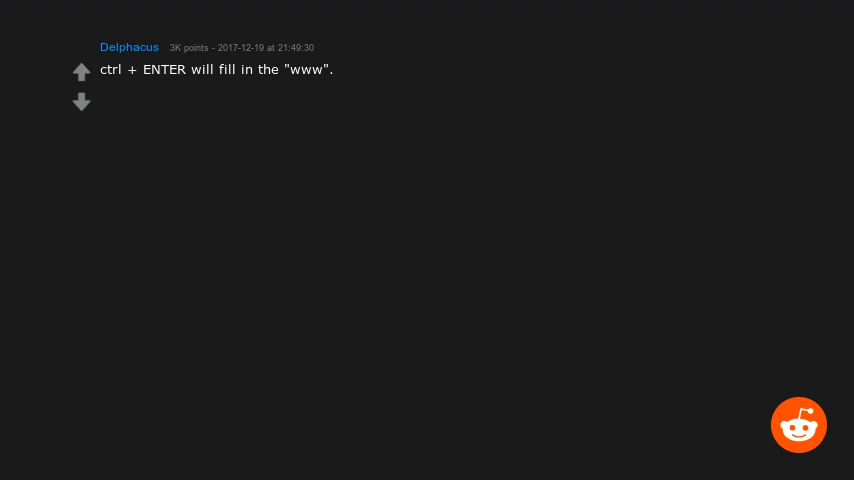 Delphacus 3K points - 2017-12-19 at 21:49:30
ctrl + ENTER will fill in the "www".